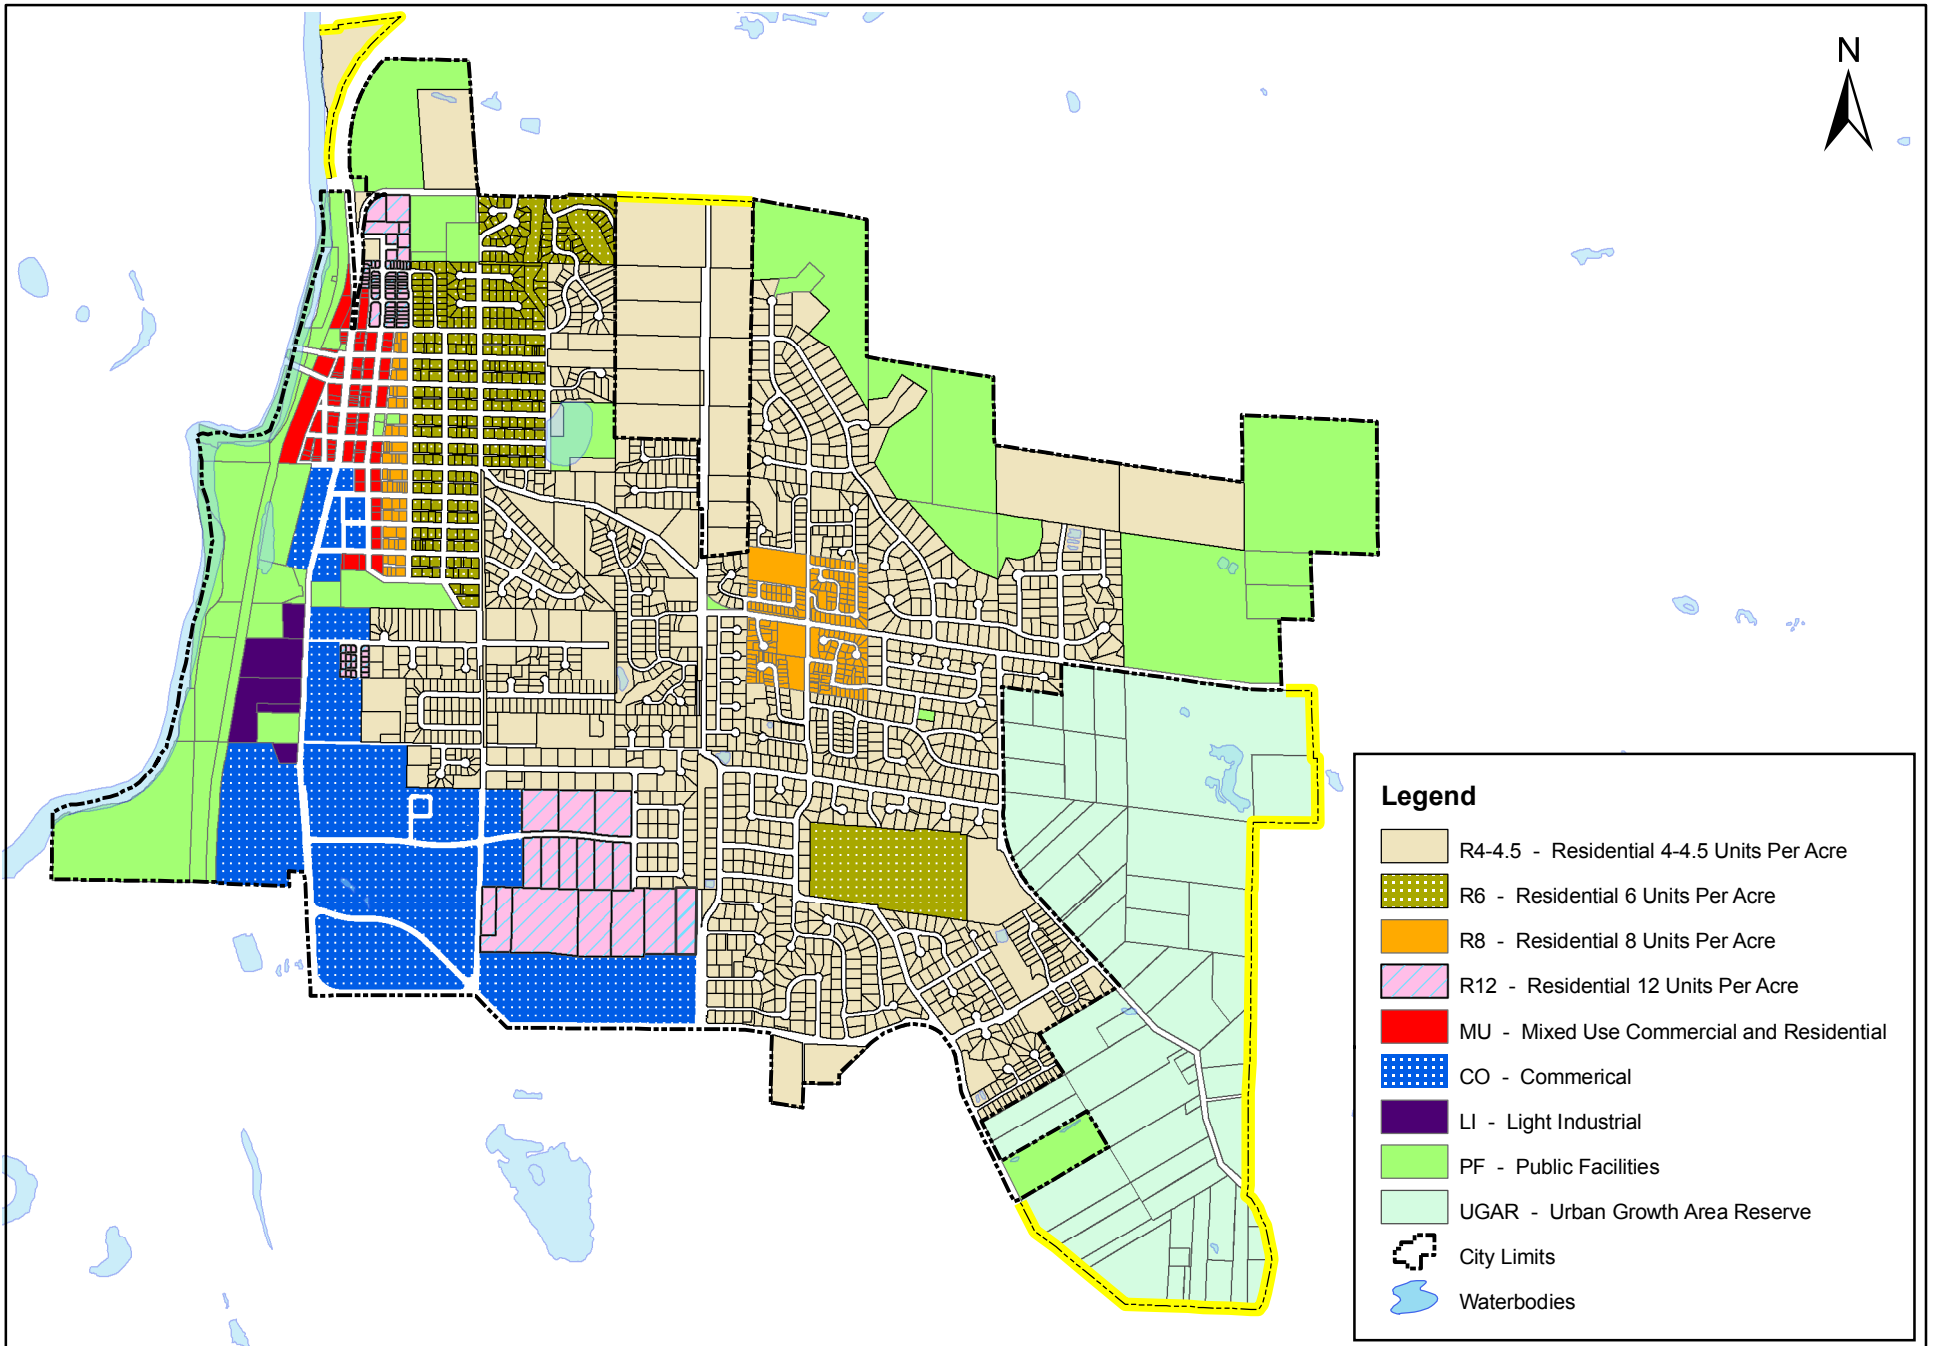 N
Legend
R4-4.5 - Residential 4-4.5 Units Per Acre
R6 - Residential 6 Units Per Acre
R8 - Residential 8 Units Per Acre
R12 - Residential 12 Units Per Acre
MU - Mixed Use Commercial and Residential
CO - Commerical
LI - Light Industrial
PF - Public Facilities
UGAR - Urban Growth Area Reserve
City Limits
Waterbodies